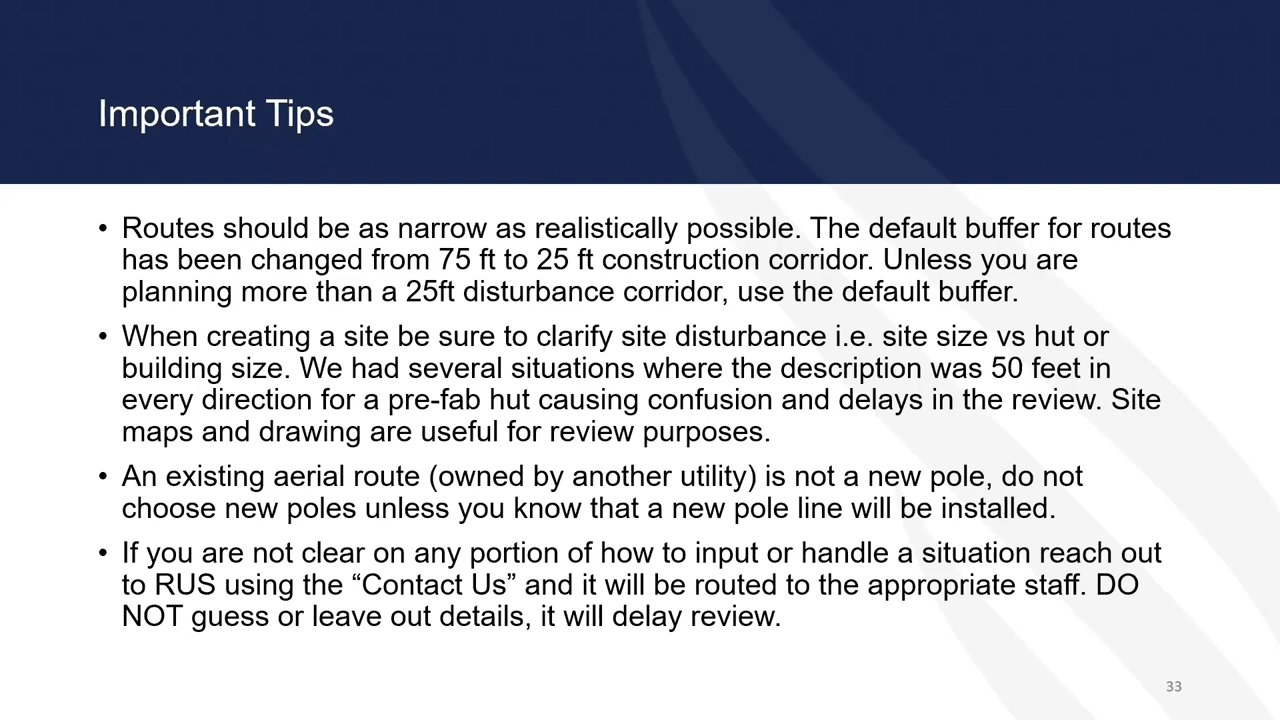 Important Tips
• Routes should be as narrow as realistically possible. The default buffer for routes
has been changed from 75 ft to 25 ft construction corridor. Unless you are
planning more than a 25ft disturbance corridor, use the default buffer.
• When creating a site be sure to clarify site disturbance i.e. site size vs hut or
building size. We had several situations where the description was 50 feet in
every direction for a pre-fab hut causing confusion and delays in the review. Site
maps and drawing are useful for review purposes.
• An existing aerial route (owned by another utility) is not a new pole, do not
choose new poles unless you know that a new pole line will be installed.
• If you are not clear on any portion of how to input or handle a situation reach out
to RUS using the “Contact Us” and it will be routed to the appropriate staff. DO
NOT guess or leave out details, it will delay review.
33